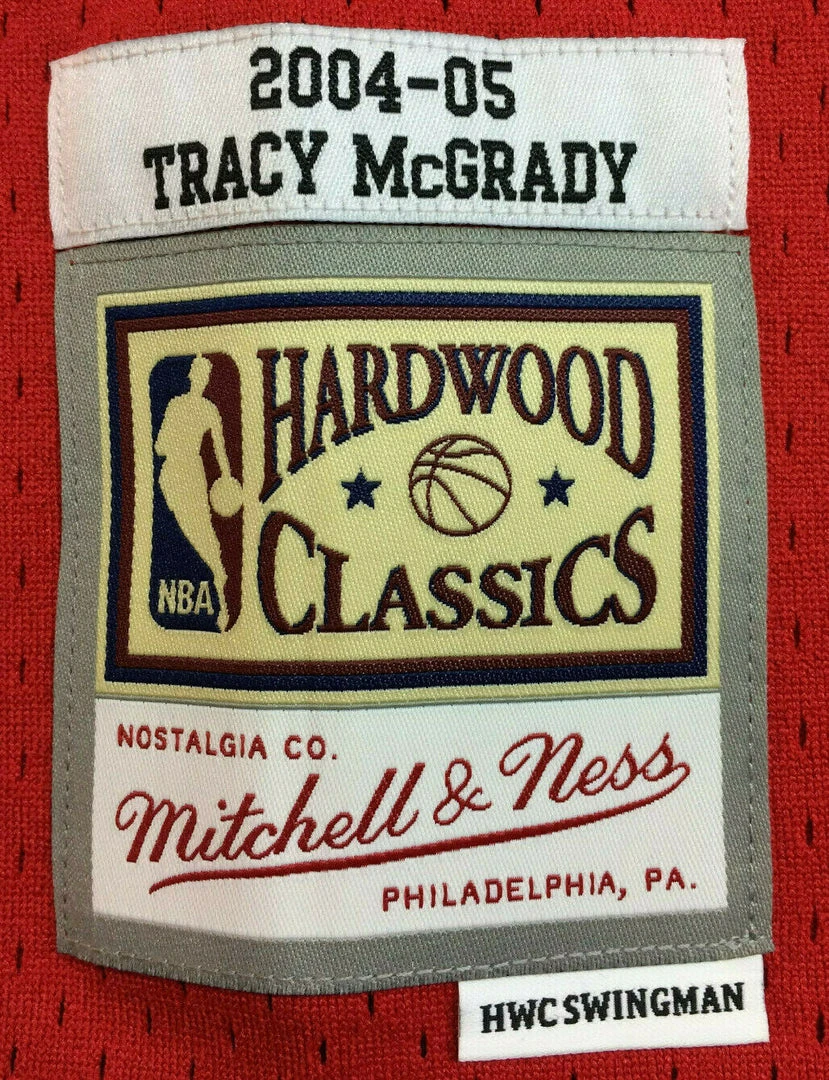 2004-05
TRACY McGRADY
HARDWOOD
CLASSICS
NBA
NOSTALGIA CO.
Mitchell & Ness
PHILADELPHIA, PA.
HWC SWINGMAN